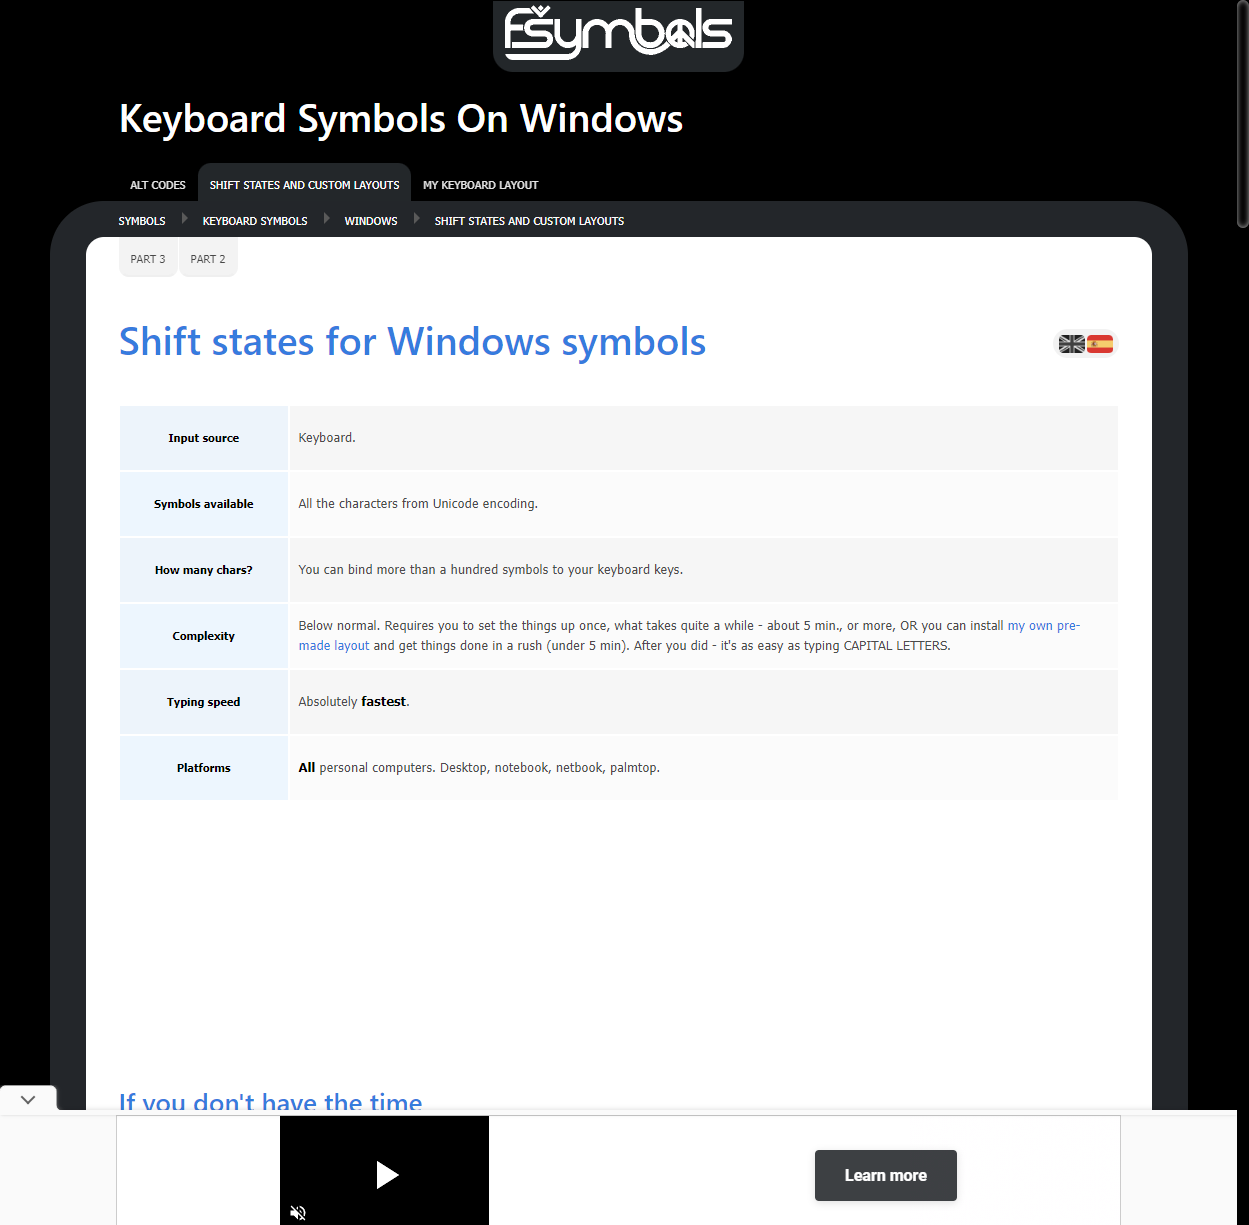 fsymbols
Keyboard Symbols On Windows
ALT CODES
SHIFT STATES AND CUSTOM LAYOUTS
MY KEYBOARD LAYOUT
SYMBOLS
KEYBOARD SYMBOLS
WINDOWS
SHIFT STATES AND CUSTOM LAYOUTS
PART 3
PART 2
Shift states for Windows symbols
Input source
Keyboard.
Symbols available
All the characters from Unicode encoding.
How many chars?
You can bind more than a hundred symbols to your keyboard keys.
Complexity
Below normal. Requires you to set the things up once, what takes quite a while - about 5 min., or more, OR you can install my own pre-
made layout and get things done in a rush (under 5 min). After you did - it's as easy as typing CAPITAL LETTERS.
Typing speed
Absolutely fastest.
Platforms
All personal computers. Desktop, notebook, netbook, palmtop.
If you don't have the time
Learn more